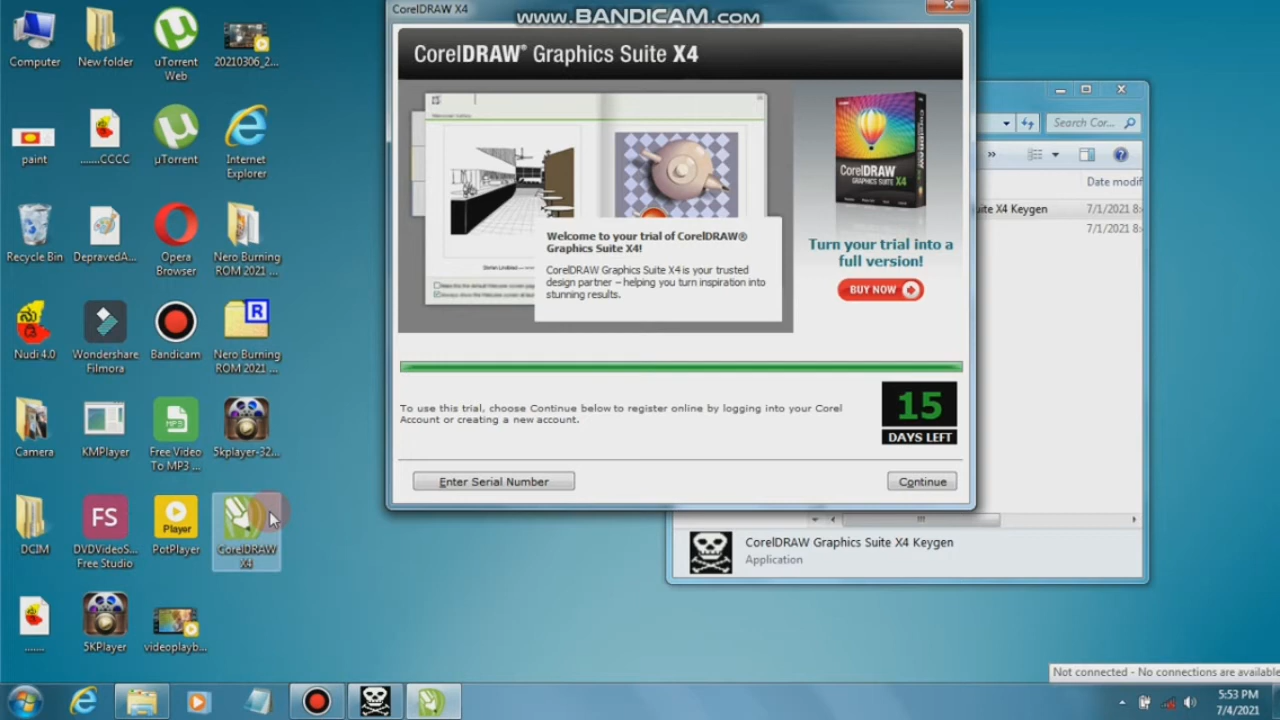 CorelDRAW X4
www.BANDICAM.com
CorelDRAW® Graphics Suite X4
Welcome to your trial of CorelDRAW®
Graphics Suite X4!
CorelDRAW Graphics Suite X4 is your trusted
design partner – helping you turn inspiration into
stunning results.
CorelDRAW
GRAPHICS SUITE X4
Turn your trial into a
full version!
BUY NOW
To use this trial, choose Continue below to register online by logging into your Corel
Account or creating a new account.
15
DAYS LEFT
Enter Serial Number
Continue
Search Cor...
Date modif
uite X4 Keygen
7/1/2021 8:
7/1/2021 8:
CorelDRAW Graphics Suite X4 Keygen
Application
Computer
New folder
uTorrent
Web
20210306_2...
paint
.......CCCC
µTorrent
Internet
Explorer
Recycle Bin
DepravedA...
Opera
Browser
Nero Burning
ROM 2021 ...
Nudi 4.0
Wondershare
Filmora
Bandicam
R
Nero Burning
ROM 2021 ...
Camera
KMPlayer
MP3
Free Video
To MP3 ...
5kplayer-32...
DCIM
FS
DVDVideoS...
Free Studio
Player
PotPlayer
CorelDRAW
X4
.......
5KPlayer
videoplayb...
Not connected - No connections are available
5:53 PM
7/4/2021